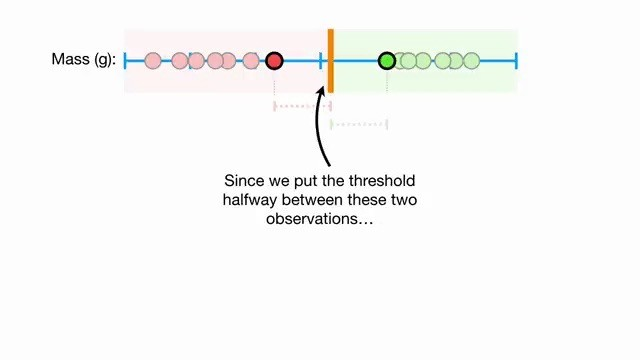 Mass (g):
Since we put the threshold
halfway between these two
observations…